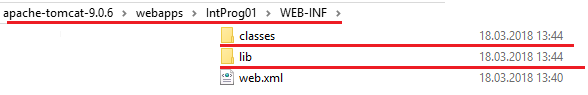 apache-tomcat-9.0.6 > webapps > IntProg01 > WEB-INF >
classes 18.03.2018 13:44
lib 18.03.2018 13:44
web.xml 18.03.2018 13:40